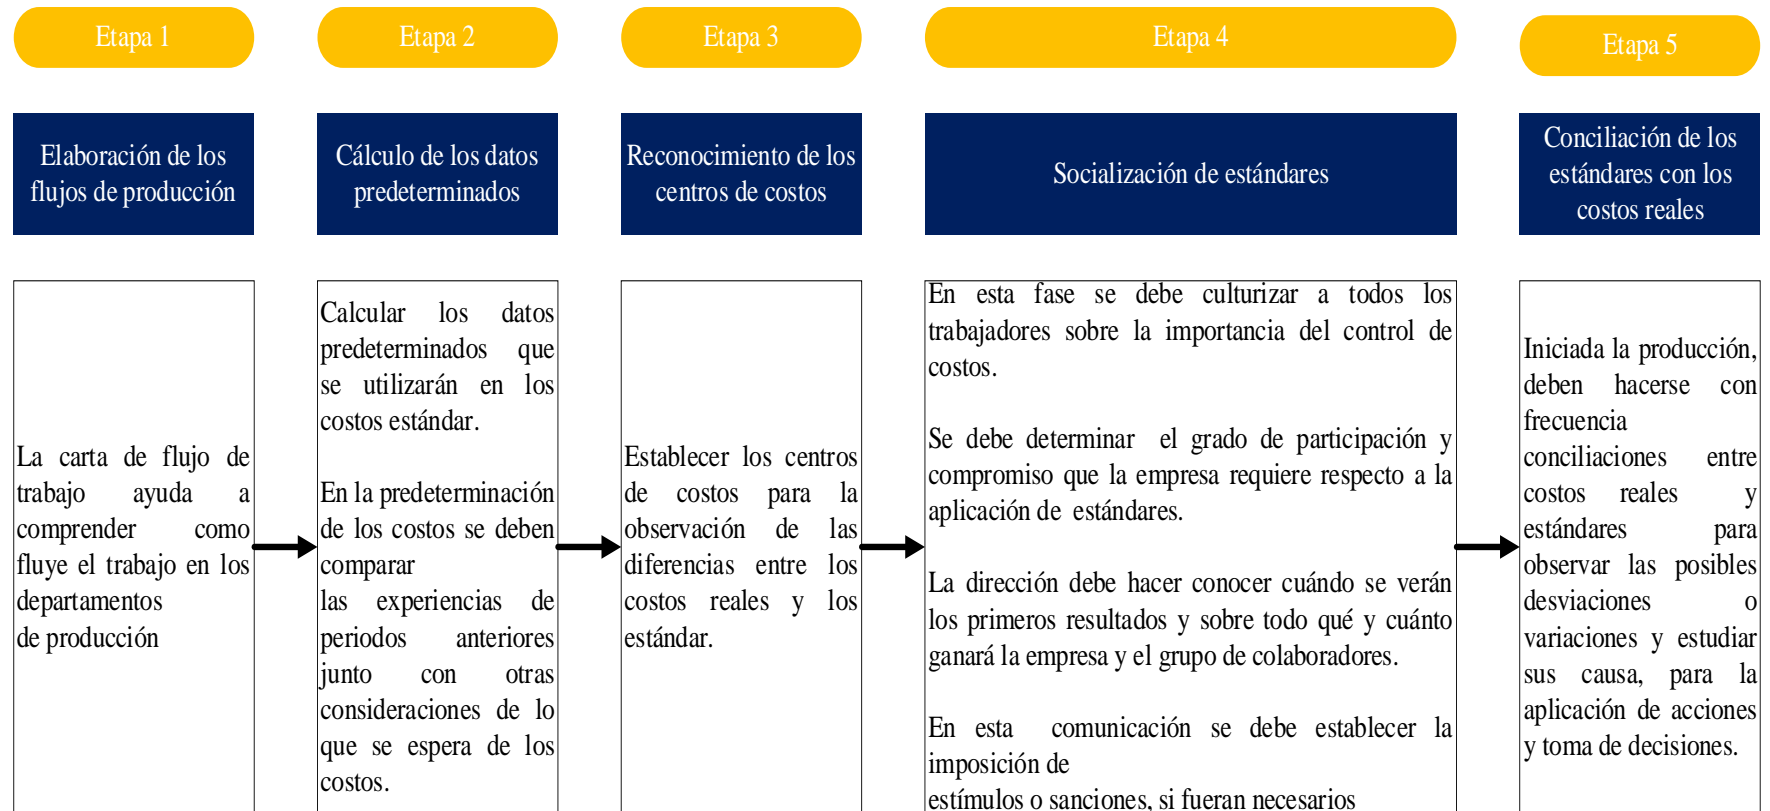 Etapa 1
Etapa 2
Etapa 3
Etapa 4
Etapa 5
Elaboración de los
flujos de producción
Cálculo de los datos
predeterminados
Reconocimiento de los
centros de costos
Socialización de estándares
Conciliación de los
estándares con los
costos reales
La carta de flujo de
trabajo ayuda a
comprender como
fluye el trabajo en los
departamentos
de producción
Calcular los datos
predeterminados que
se utilizarán en los
costos estándar.
En la predeterminación
de los costos se deben
comparar
las experiencias de
periodos anteriores
junto con otras
consideraciones de lo
que se espera de los
costos.
Establecer los centros
de costos para la
observación de las
diferencias entre los
costos reales y los
estándar.
En esta fase se debe culturizar a todos los
trabajadores sobre la importancia del control de
costos.
Se debe determinar el grado de participación y
compromiso que la empresa requiere respecto a la
aplicación de estándares.
La dirección debe hacer conocer cuándo se verán
los primeros resultados y sobre todo qué y cuánto
ganará la empresa y el grupo de colaboradores.
En esta comunicación se debe establecer la
imposición de
estímulos o sanciones, si fueran necesarios
Iniciada la producción,
deben hacerse con
frecuencia
conciliaciones entre
costos reales y
estándares para
observar las posibles
desviaciones o
variaciones y estudiar
sus causa, para la
aplicación de acciones
y toma de decisiones.